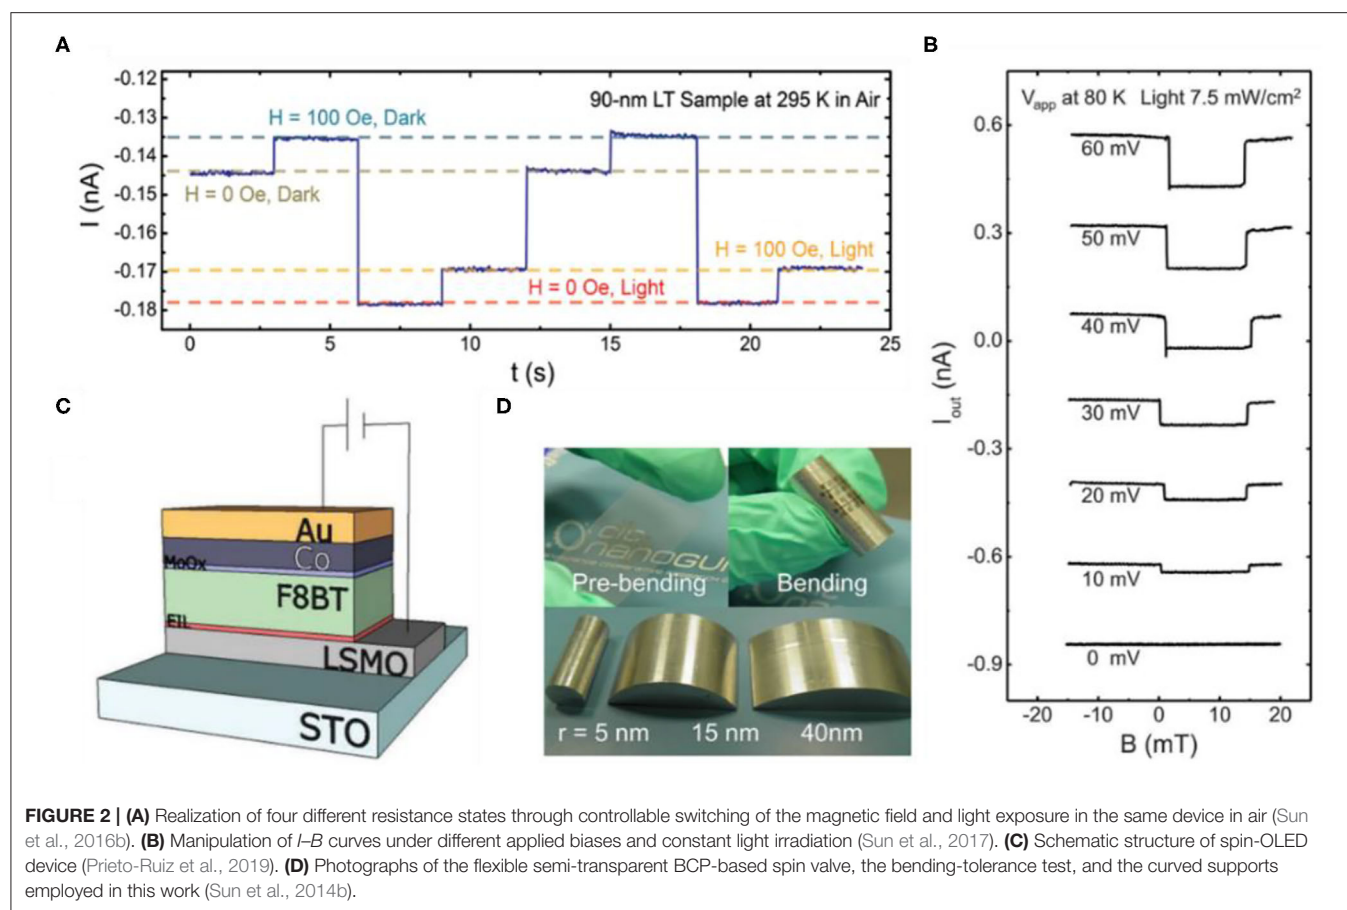 A
-0.12
-0.13
-0.14
-0.15
-0.16
-0.17
-0.18
I (nA)
90-nm LT Sample at 295 K in Air
H = 100 Oe, Dark
H = 0 Oe, Dark
H = 100 Oe, Light
H = 0 Oe, Light
0
5
10
15
20
25
t (s)
B
V app at 80 K Light 7.5 mW/cm²
0.6
0.3
0.0
-0.3
-0.6
-0.9
I out (nA)
60 mV
50 mV
40 mV
30 mV
20 mV
10 mV
0 mV
-20
-10
0
10
20
B (mT)
C
Au
Co
MoOx
F8BT
EIL
LSMO
STO
D
cic
nanoGU
Pre-bending
Bending
r = 5 nm
15 nm
40nm
FIGURE 2 | (A) Realization of four different resistance states through controllable switching of the magnetic field and light exposure in the same device in air (Sun
et al., 2016b). (B) Manipulation of I–B curves under different applied biases and constant light irradiation (Sun et al., 2017). (C) Schematic structure of spin-OLED
device (Prieto-Ruiz et al., 2019). (D) Photographs of the flexible semi-transparent BCP-based spin valve, the bending-tolerance test, and the curved supports
employed in this work (Sun et al., 2014b).